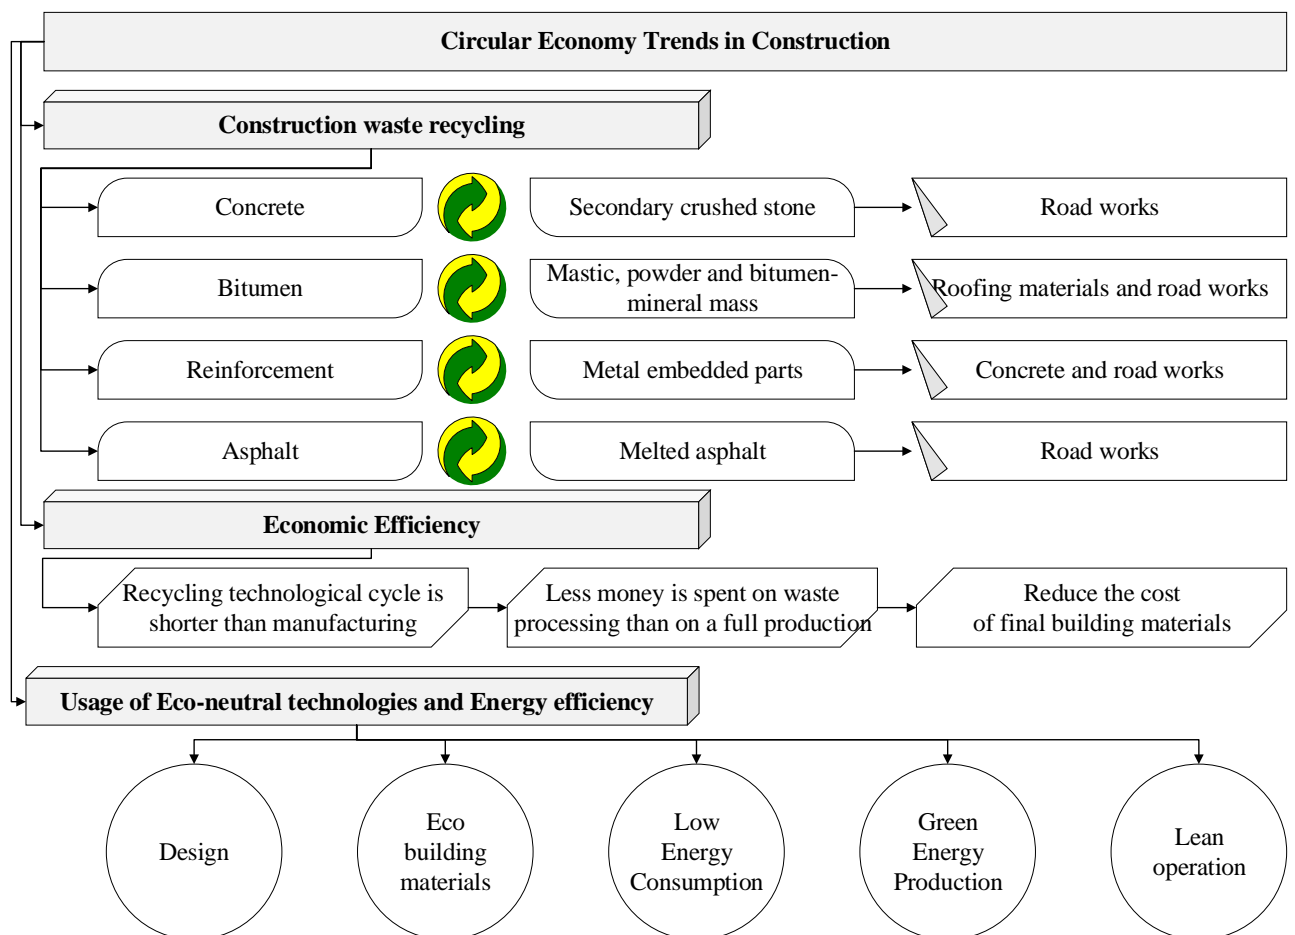 Circular Economy Trends in Construction
Construction waste recycling
Concrete
Secondary crushed stone
Road works
Bitumen
Mastic, powder and bitumen-
mineral mass
Roofing materials and road works
Reinforcement
Metal embedded parts
Concrete and road works
Asphalt
Melted asphalt
Road works
Economic Efficiency
Recycling technological cycle is
shorter than manufacturing
Less money is spent on waste
processing than on a full production
Reduce the cost
of final building materials
Usage of Eco-neutral technologies and Energy efficiency
Design
Eco
building
materials
Low
Energy
Consumption
Green
Energy
Production
Lean
operation